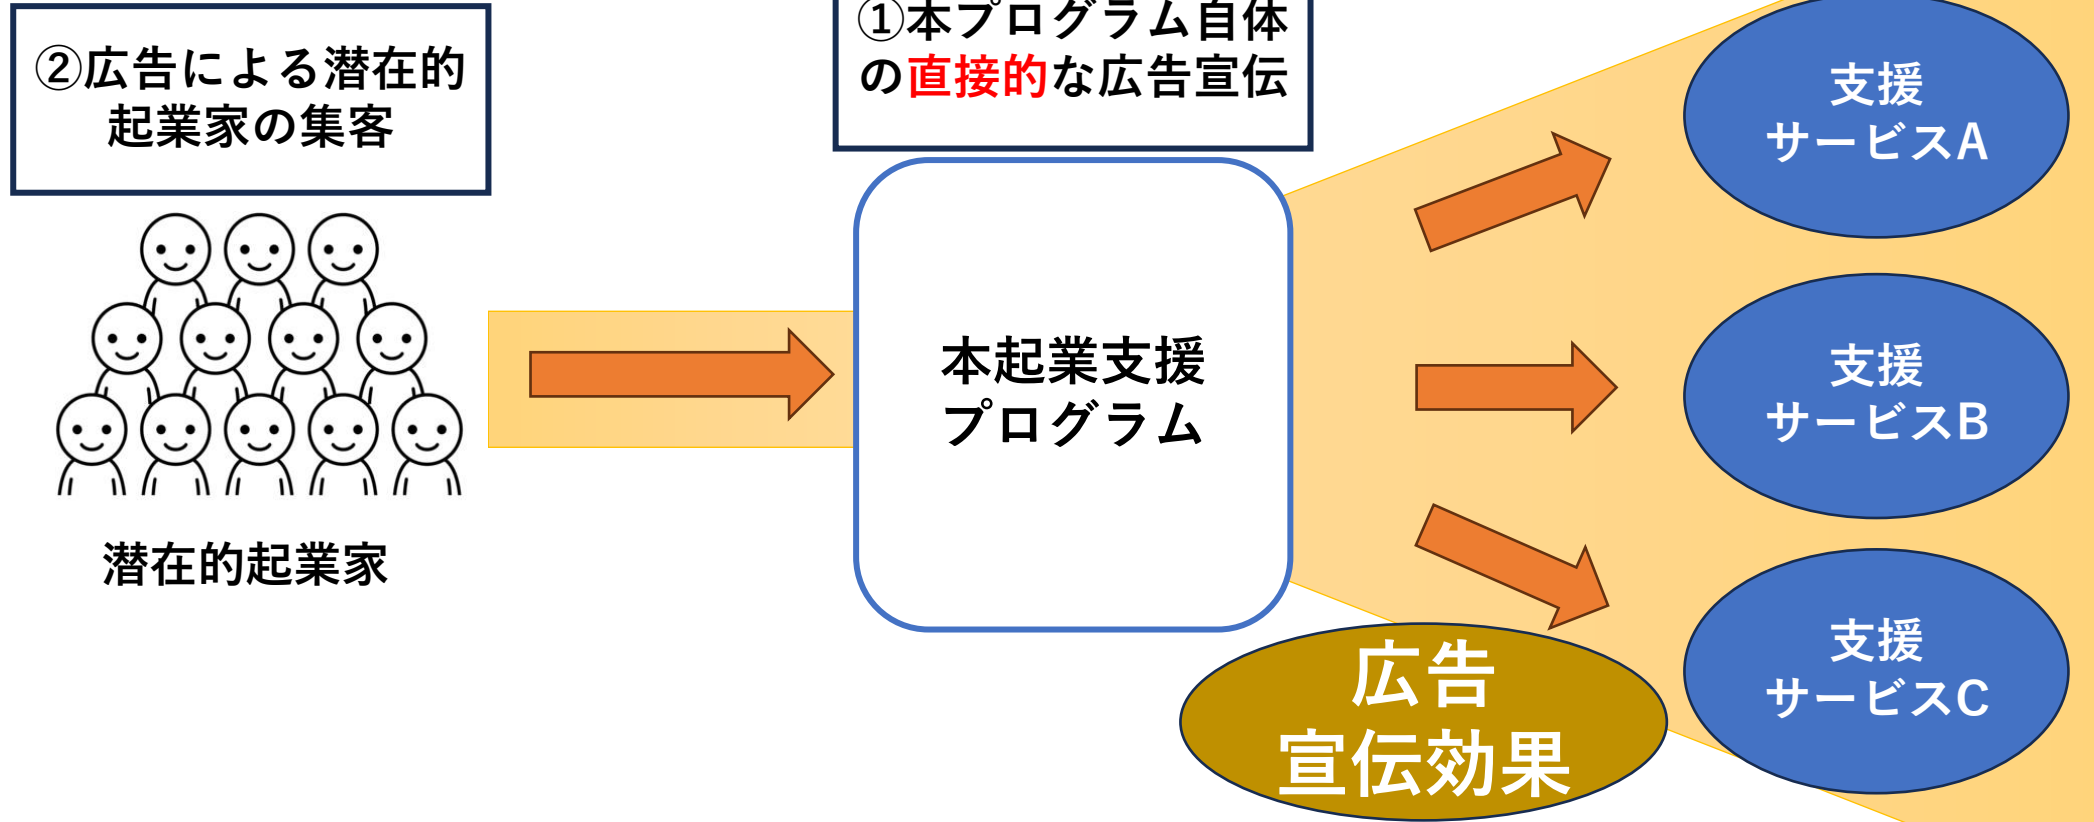 ②広告による潜在的
起業家の集客
①本プログラム自体
の直接的な広告宣伝
潜在的起業家
本起業支援
プログラム
支援
サービスA
支援
サービスB
支援
サービスC
広告
宣伝効果